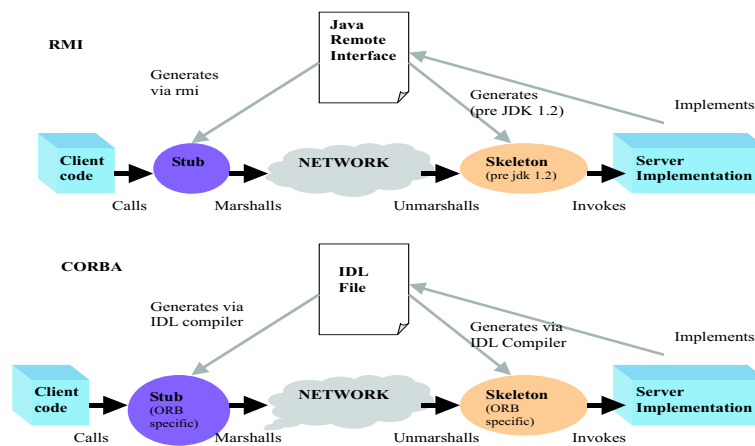 RMI
Java
Remote
Interface
Generates
via rmi
Generates
(pre JDK 1.2)
Implements
Client
code
Stub
NETWORK
Skeleton
(pre jdk 1.2)
Server
Implementation
Calls
Marshalls
Unmarshalls
Invokes
CORBA
IDL
File
Generates via
IDL compiler
Generates via
IDL Compiler
Implements
Client
code
Stub
(ORB
specific)
NETWORK
Skeleton
(ORB
specific)
Server
Implementation
Calls
Marshalls
Unmarshalls
Invokes